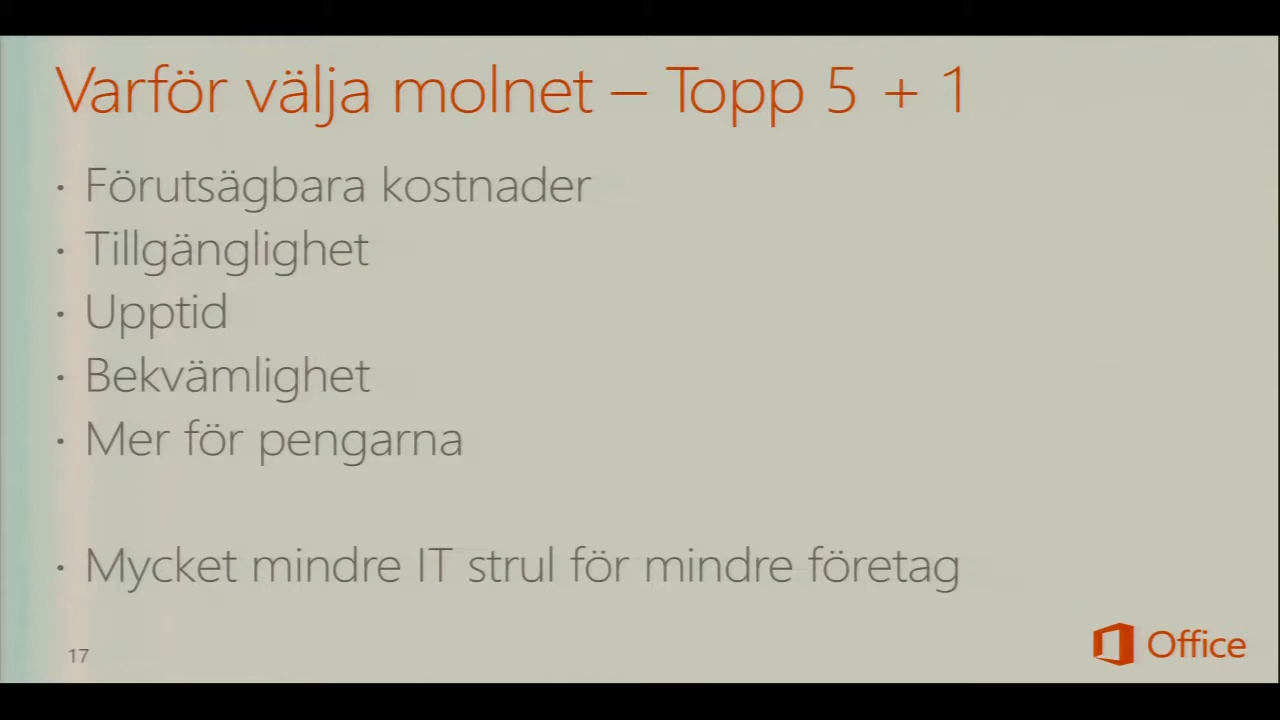 Varför välja molnet – Topp 5 + 1
· Förutsägbara kostnader
· Tillgänglighet
· Upptid
· Bekvämlighet
· Mer för pengarna
· Mycket mindre IT strul för mindre företag
17
Office